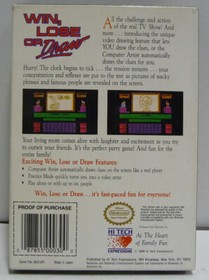 WIN,
LOSE
OR
Draw
All the challenge and action
of the real TV Show! And
more . . . introducing the unique
video drawing feature that lets
YOU draw the clues, or the
Computer Artist automatically
draws the clues for you.
Hurry! The clock begins to tick . . . the tension mounts . . . your
concentration and reflexes are put to the test as pictures of wacky
phrases and famous people are revealed on the screen.
Your living room comes alive with laughter and excitement as you try
to outwit your friends. It's the perfect party game! And fun for the
entire family!
Exciting Win, Lose or Draw Features
• Computer Artist automatically draws clues on the screen like a real player
• Practice Mode quickly turns you into a video artist
• Play alone or with up to ten people
Win, Lose or Draw... it's fast-paced fun for everyone!
PROOF OF PURCHASE
HI TECH
EXPRESSIONS
At The Heart
of Family Fun